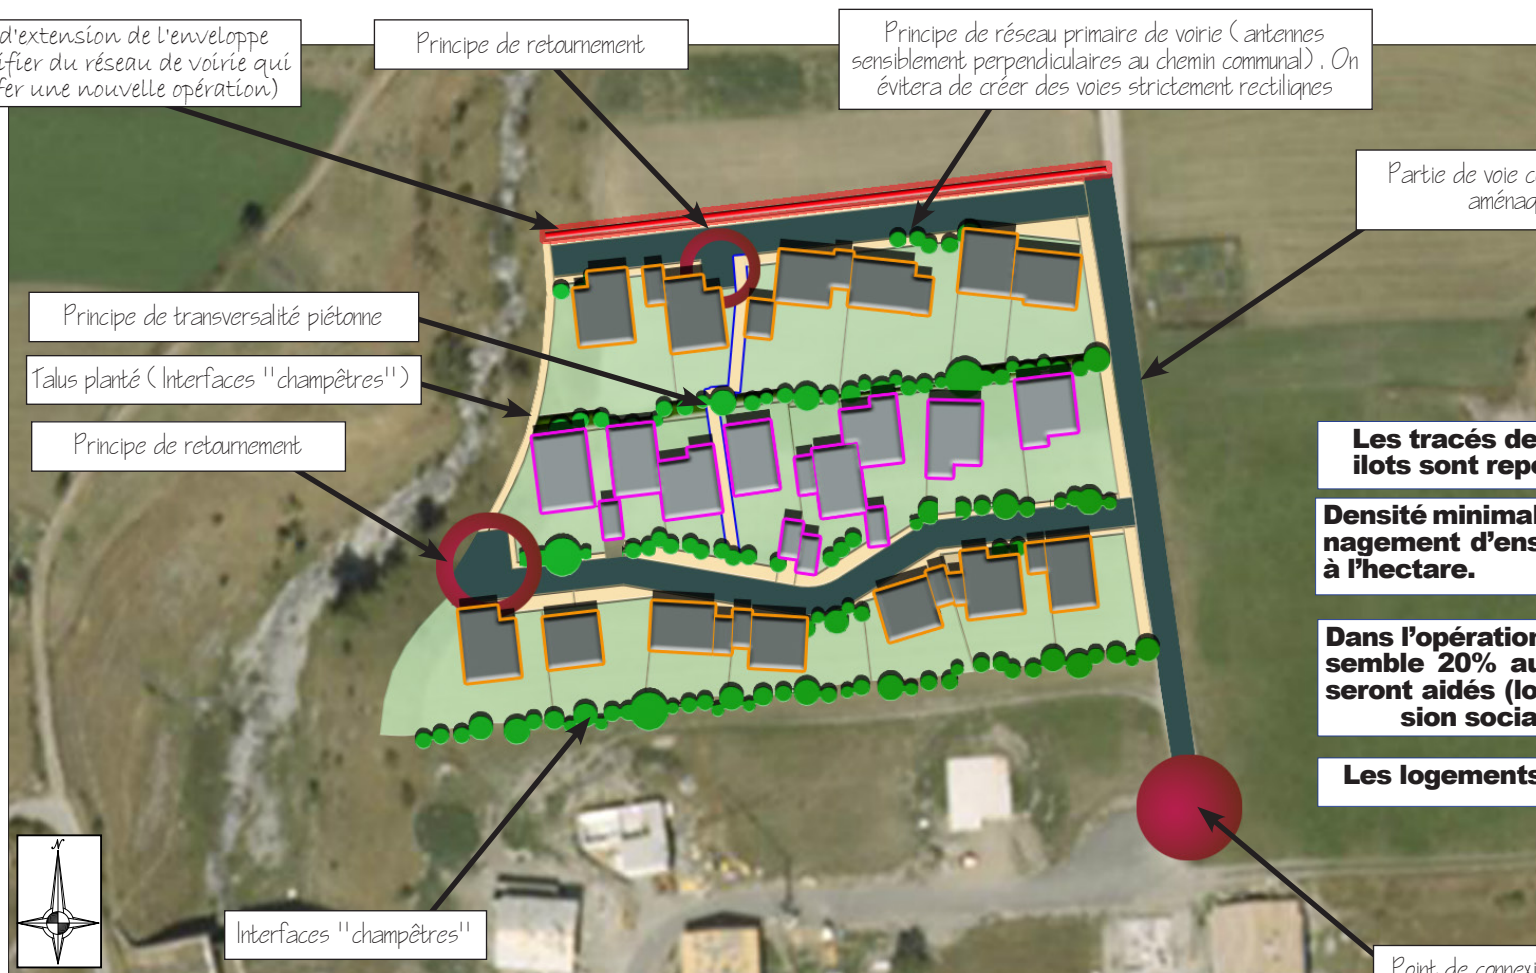 d'extension de l'enveloppe
ifier du réseau de voirie qui
fer une nouvelle opération)
Principe de retournement
Principe de réseau primaire de voirie ( antennes
sensiblement perpendiculaires au chemin communal) . On
évitera de créer des voies strictement rectilignes
Partie de voie c
aménag
Principe de transversalité piétonne
Talus planté ( Interfaces "champêtres")
Principe de retournement
Les tracés de
ilots sont repo
Densité minimal
nagement d'ens
à l'hectare.
Dans l'opération
semble 20% au
seront aidés (lo
sion socia
Les logements
N
Interfaces "champêtres"
Point de connexi